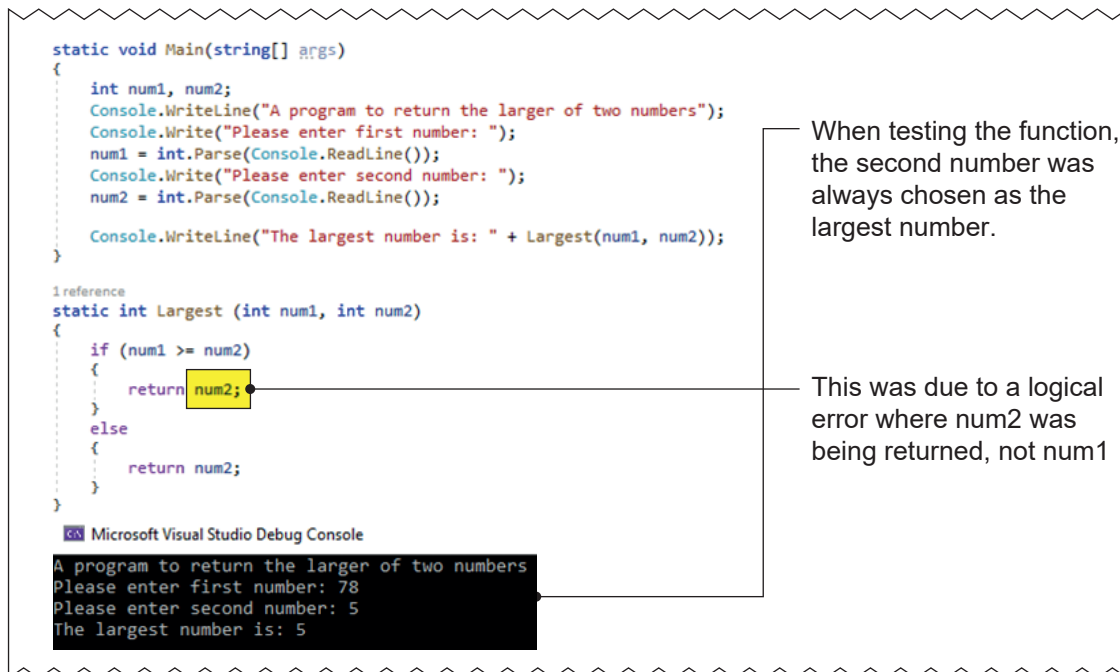 static void Main(string[] args)
{
int num1, num2;
Console.WriteLine("A program to return the larger of two numbers");
Console.Write("Please enter first number: ");
num1 = int.Parse(Console.ReadLine());
Console.Write("Please enter second number: ");
num2 = int.Parse(Console.ReadLine());
Console.WriteLine("The largest number is: " + Largest(num1, num2));
}
1 reference
static int Largest (int num1, int num2)
{
if (num1 >= num2)
{
return num2;
}
else
{
return num2;
}
}
When testing the function,
the second number was
always chosen as the
largest number.
This was due to a logical
error where num2 was
being returned, not num1
C:\ Microsoft Visual Studio Debug Console
A program to return the larger of two numbers
Please enter first number: 78
Please enter second number: 5
The largest number is: 5